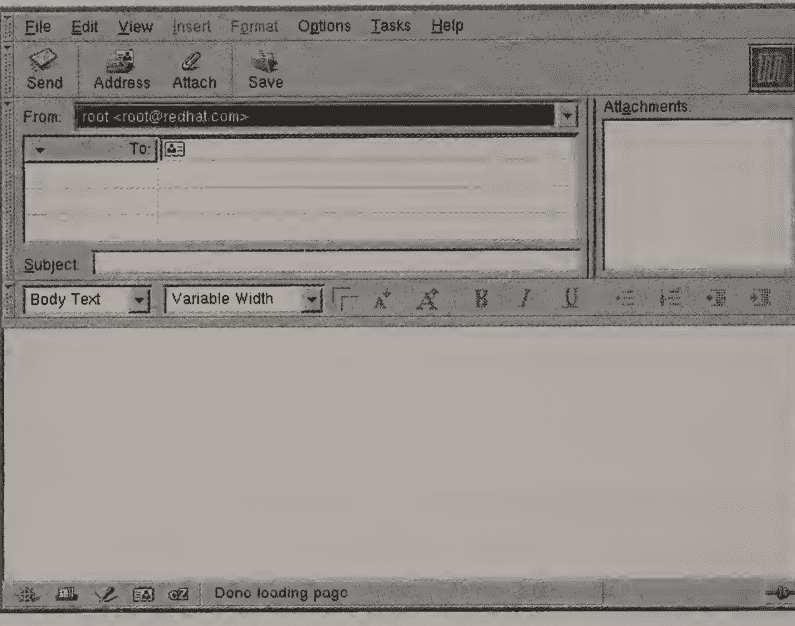 File Edit View Insert Format Options Tasks Help
Send Address Attach Save
From: root <root@redhat.com>
Attachments:
To:
Subject:
Body Text Variable Width
B I U
Done loading page